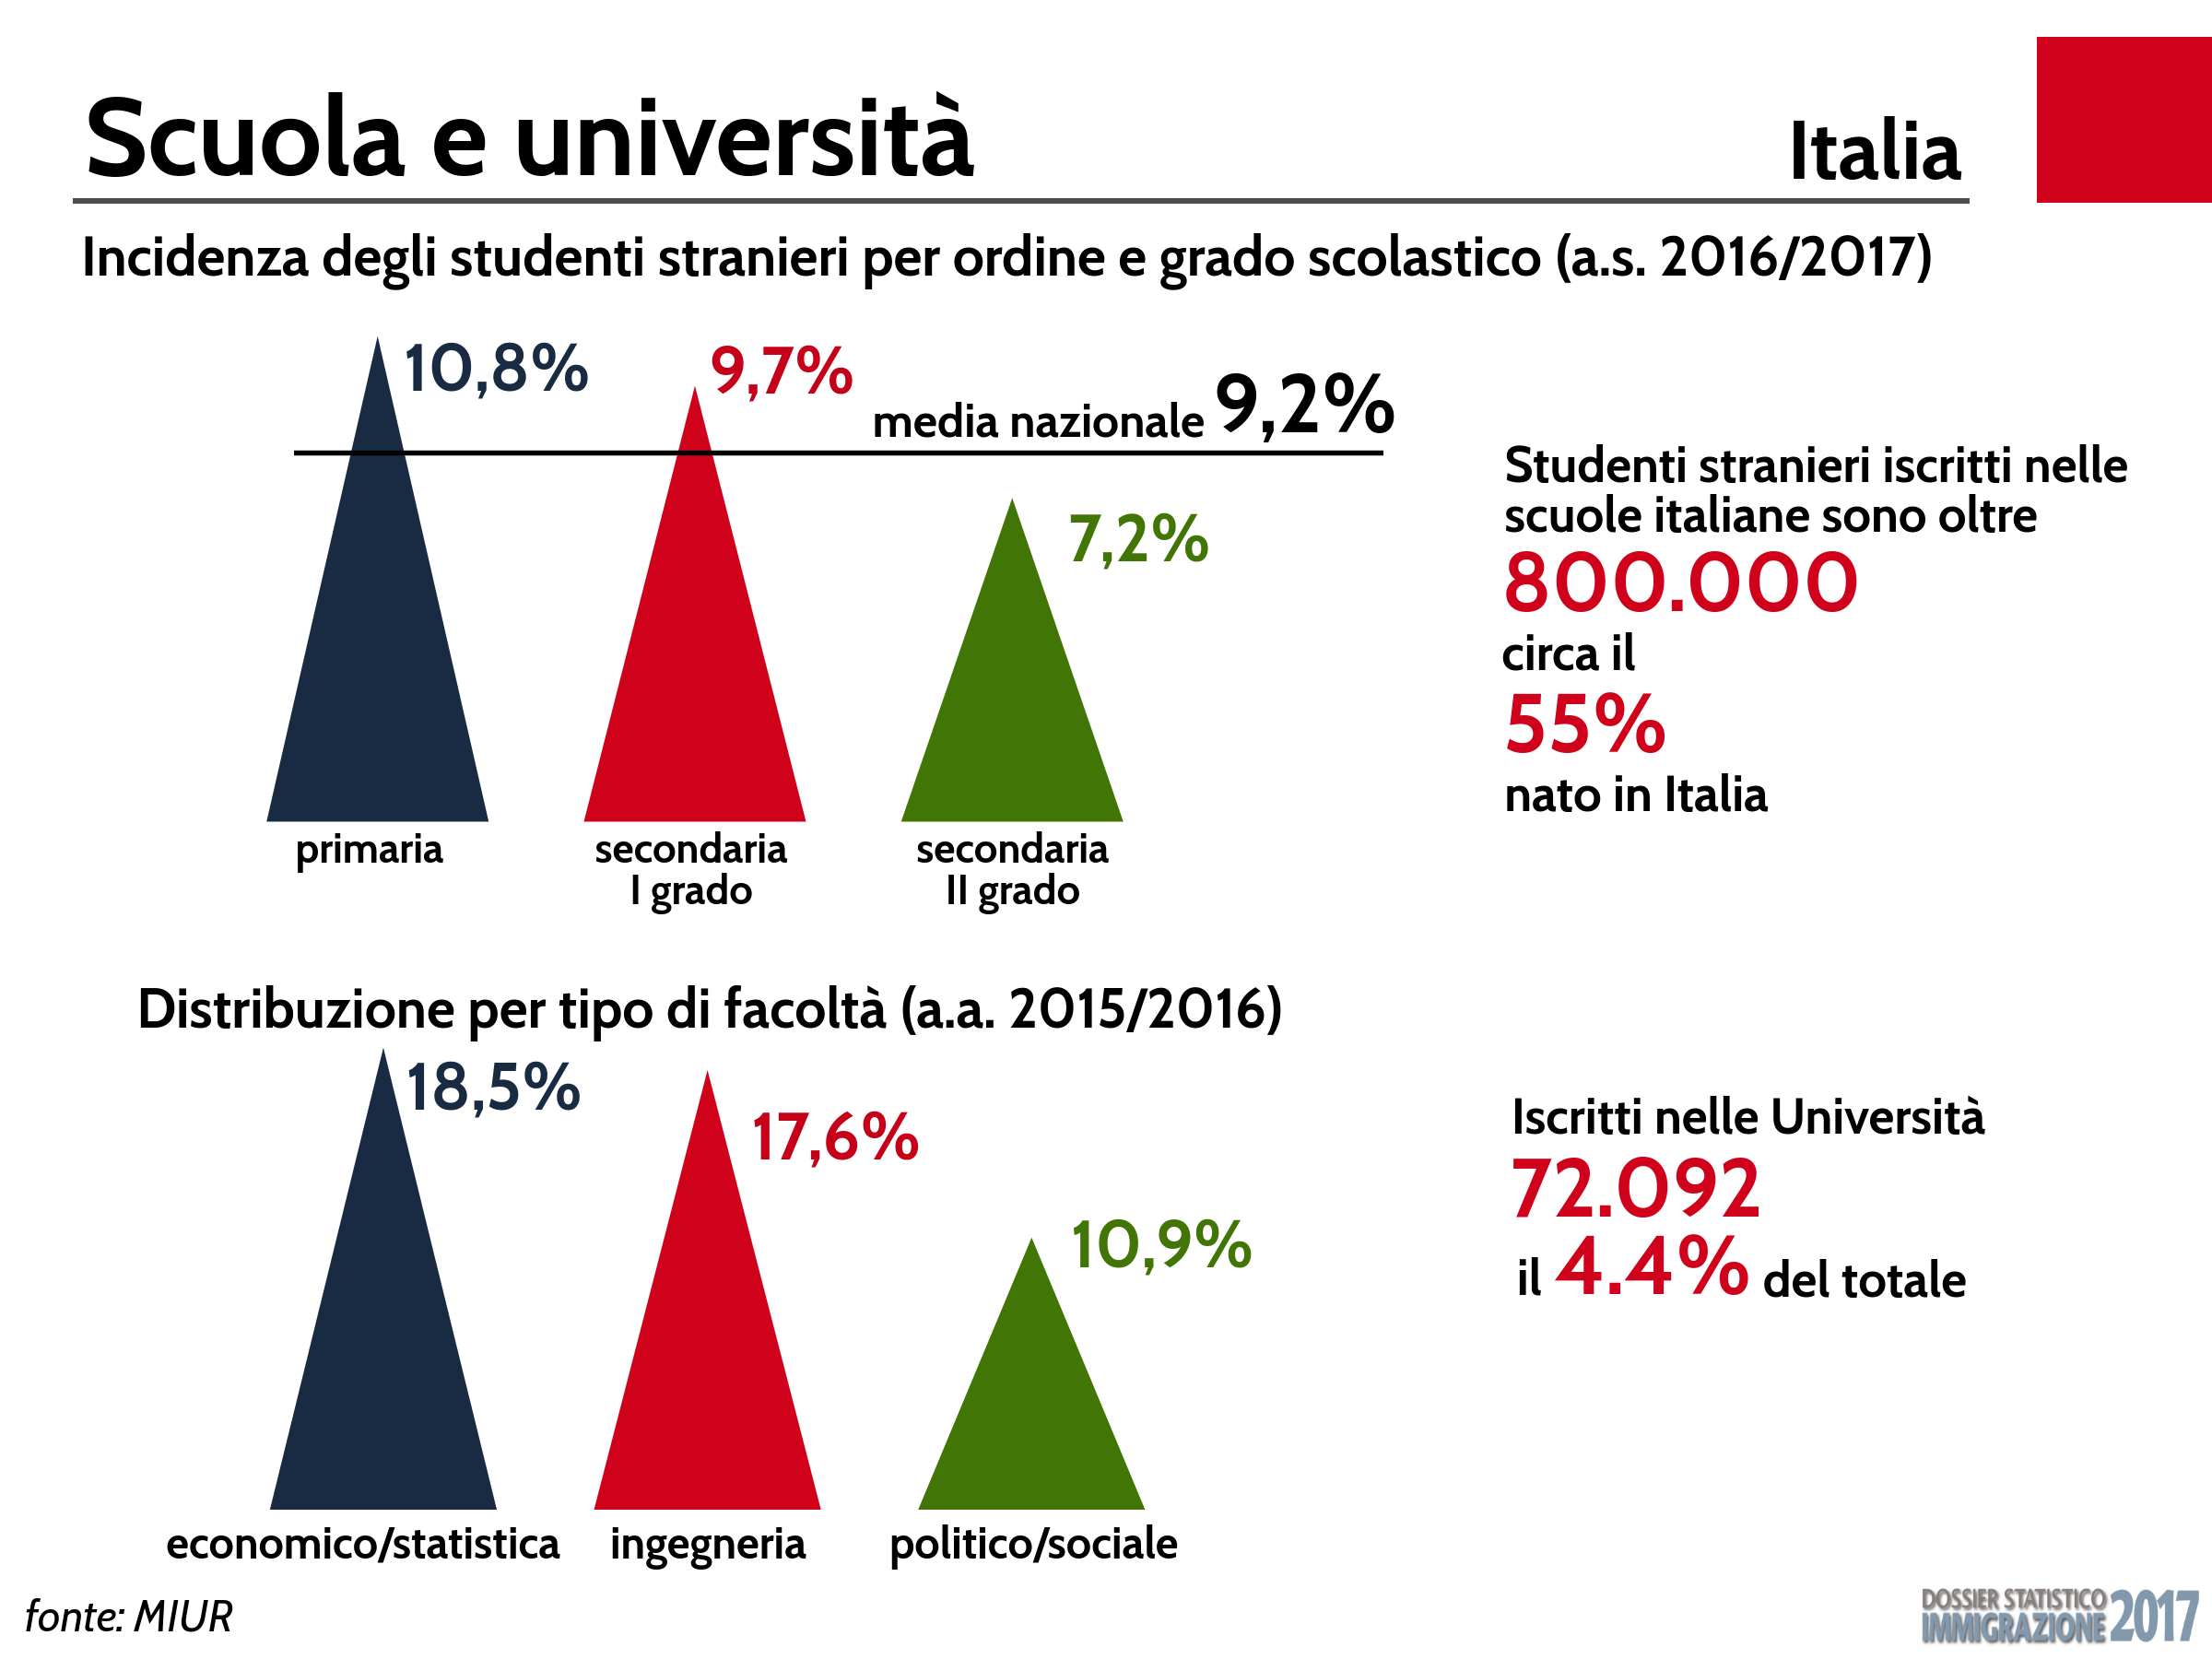 Scuola e università
Italia
Incidenza degli studenti stranieri per ordine e grado scolastico (a.s. 2016/2017)
10,8%
9,7%
media nazionale 9,2%
7,2%
primaria
secondaria
I grado
secondaria
II grado
Studenti stranieri iscritti nelle
scuole italiane sono oltre
800.000
circa il
55%
nato in Italia
Distribuzione per tipo di facoltà (a.a. 2015/2016)
18,5%
17,6%
10,9%
economico/statistica
ingegneria
politico/sociale
Iscritti nelle Università
72.092
il 4.4% del totale
fonte: MIUR
DOSSIER STATISTICO
IMMIGRAZIONE 2017